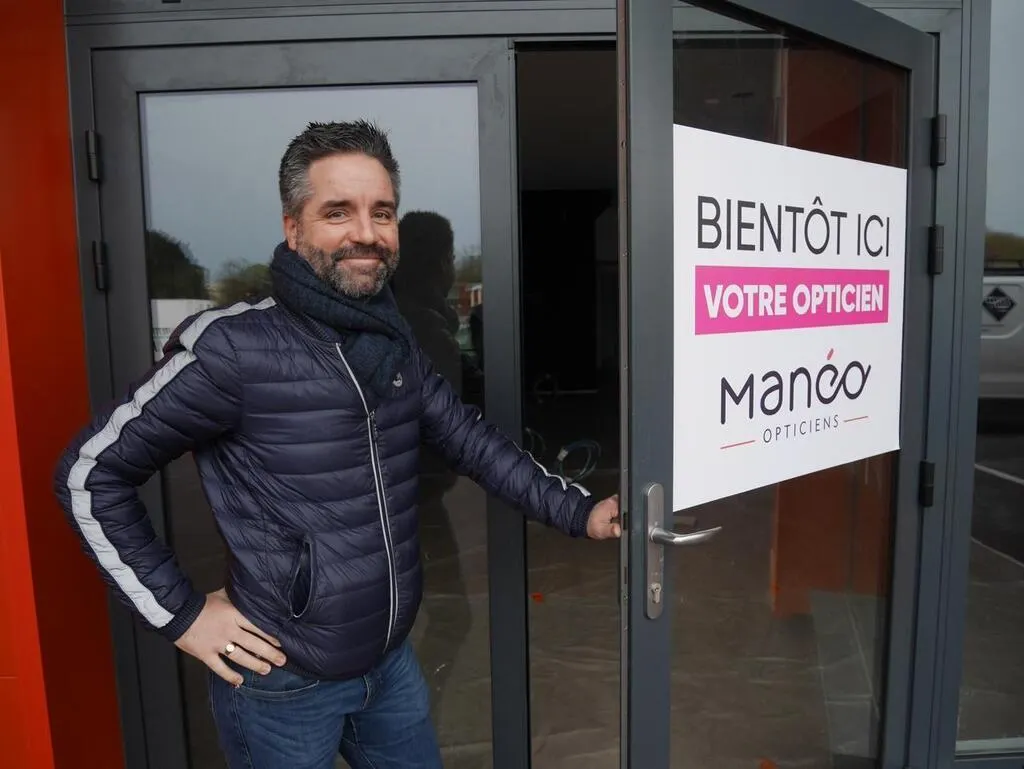 BIENTÔT ICI
VOTRE OPTICIEN
Manéo
OPTICIENS